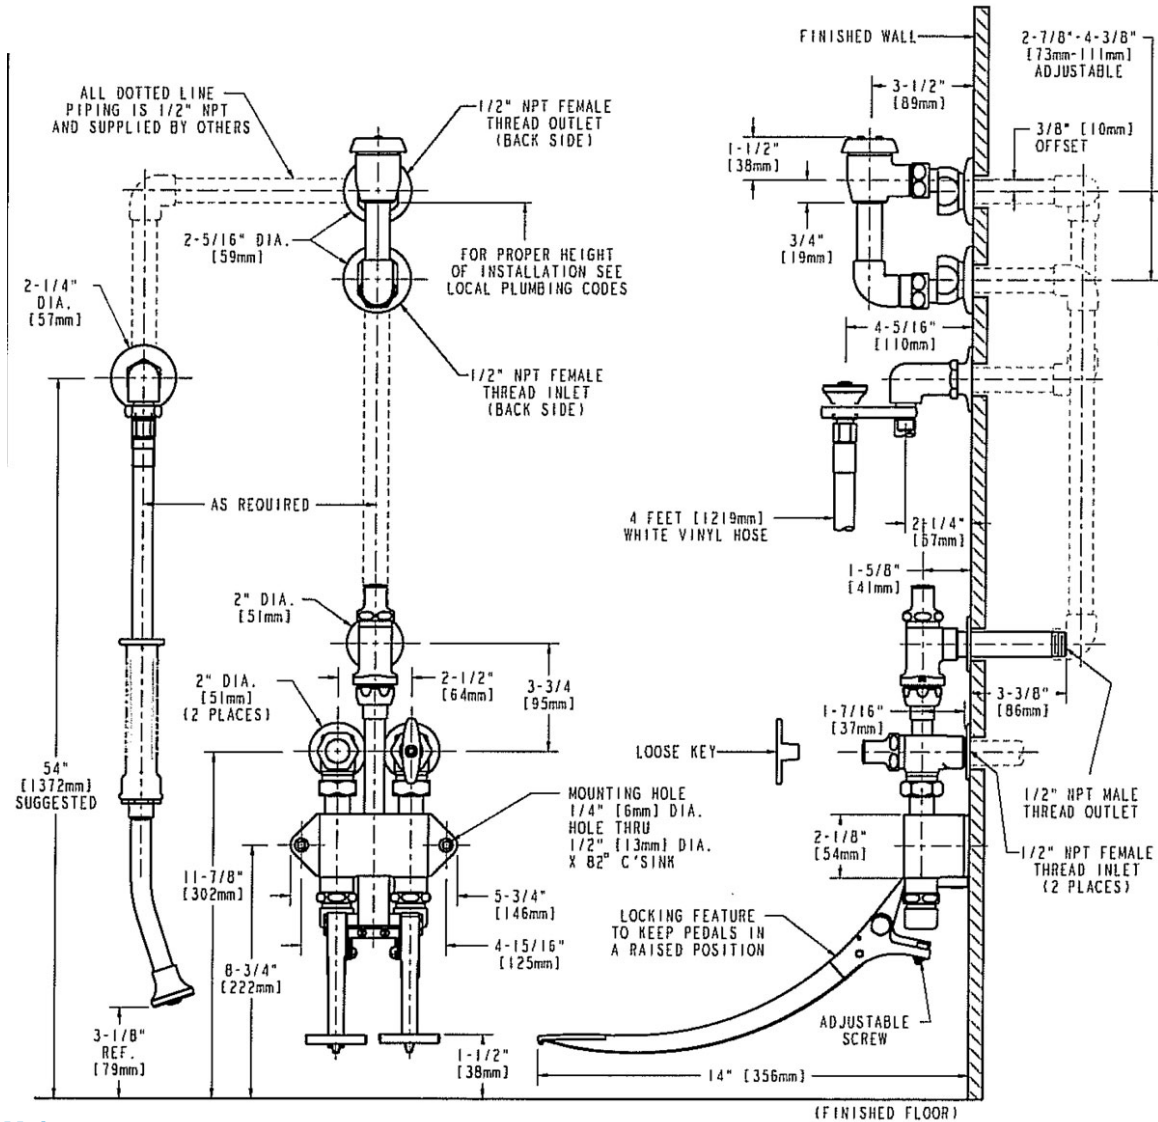 FINISHED WALL
2-7/8"-4-3/8"
[73mm-111mm]
ADJUSTABLE
ALL DOTTED LINE
PIPING IS 1/2" NPT
AND SUPPLIED BY OTHERS
1/2" NPT FEMALE
THREAD OUTLET
(BACK SIDE)
3-1/2"
[89mm]
1-1/2"
[38mm]
3/8" [10mm]
OFFSET
2-5/16" DIA.
[59mm]
FOR PROPER HEIGHT
OF INSTALLATION SEE
LOCAL PLUMBING CODES
3/4"
[19mm]
2-1/4"
DIA.
[57mm]
4-5/16"
[110mm]
1/2" NPT FEMALE
THREAD INLET
(BACK SIDE)
AS REQUIRED
4 FEET [1219mm]
WHITE VINYL HOSE
2-1/4"
[57mm]
1-5/8"
[41mm]
2" DIA.
[51mm]
2" DIA.
[51mm]
(2 PLACES)
2-1/2"
[64mm]
3-3/4
[95mm]
3-3/8"
[86mm]
1-7/16"
[37mm]
LOOSE KEY
54"
[1372mm]
SUGGESTED
MOUNTING HOLE
1/4" [6mm] DIA.
HOLE THRU
1/2" [13mm] DIA.
X 82° C'SINK
1/2" NPT MALE
THREAD OUTLET
2-1/8"
[54mm]
1/2" NPT FEMALE
THREAD INLET
(2 PLACES)
11-7/8"
[302mm]
5-3/4"
[146mm]
LOCKING FEATURE
TO KEEP PEDALS IN
A RAISED POSITION
4-15/16"
[125mm]
8-3/4"
[222mm]
3-1/8"
REF.
[79mm]
1-1/2"
[38mm]
ADJUSTABLE
SCREW
14" [356mm]
(FINISHED FLOOR)